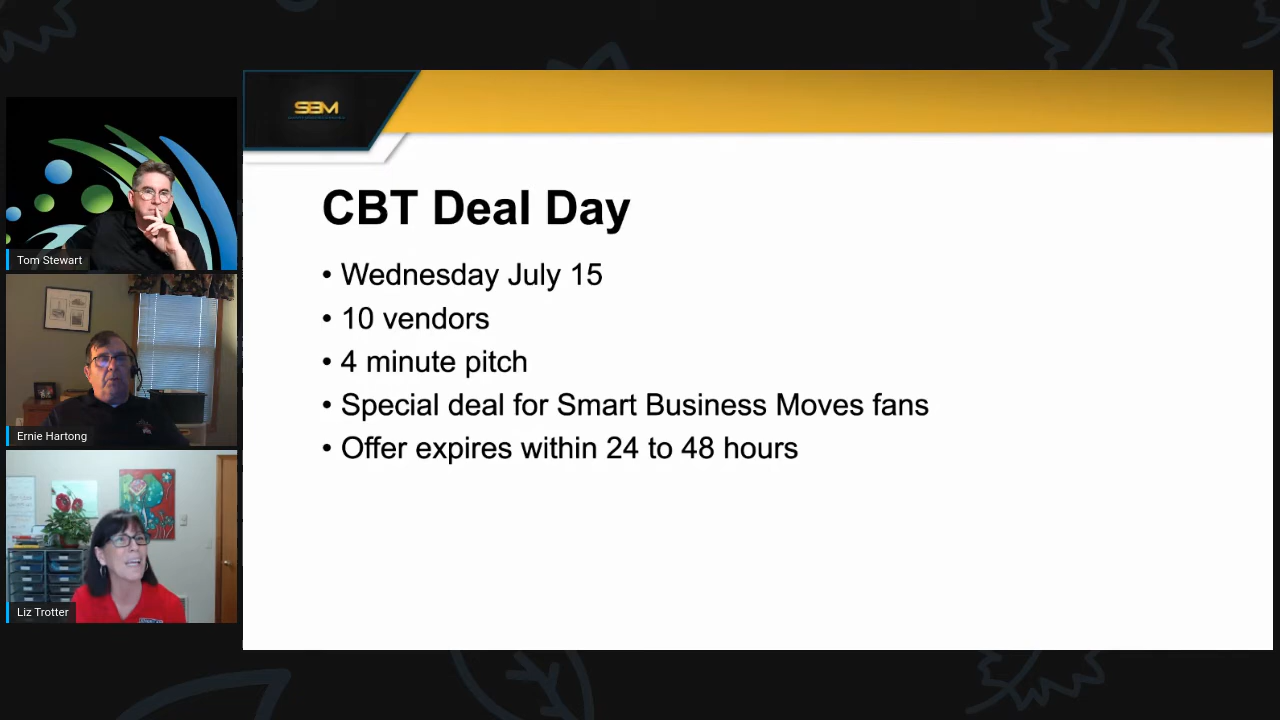 SBM
CBT Deal Day
• Wednesday July 15
• 10 vendors
• 4 minute pitch
• Special deal for Smart Business Moves fans
• Offer expires within 24 to 48 hours
Tom Stewart
Ernie Hartong
Liz Trotter